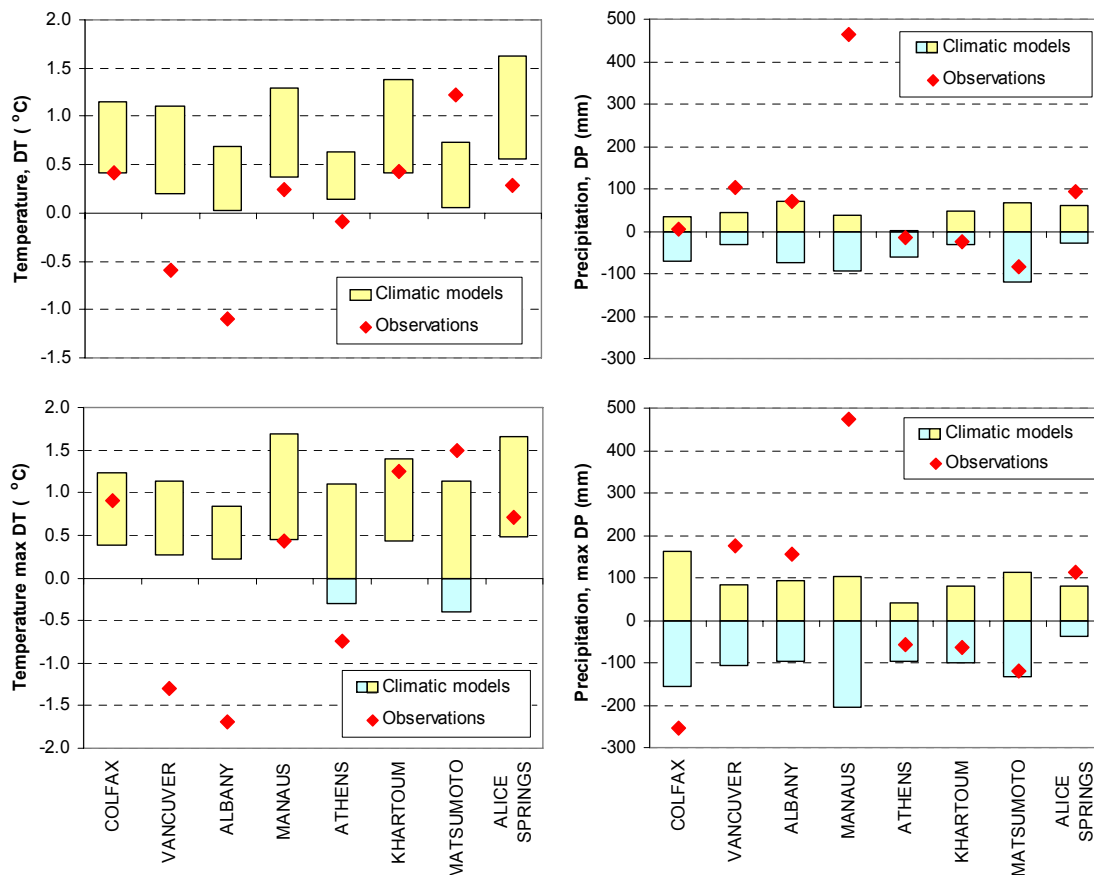 Temperature, DT ( °C)
2.0
1.5
1.0
0.5
0.0
-0.5
-1.0
-1.5
Climatic models
Observations
Precipitation, DP (mm)
500
400
300
200
100
0
-100
-200
-300
Climatic models
Observations
Temperature max DT ( °C)
2.0
1.5
1.0
0.5
0.0
-0.5
-1.0
-1.5
-2.0
Climatic models
Observations
COLFAX
VANCUVER
ALBANY
MANAUS
ATHENS
KHARTOUM
MATSUMOTO
ALICE
SPRINGS
Precipitation, max DP (mm)
500
400
300
200
100
0
-100
-200
-300
Climatic models
Observations
COLFAX
VANCUVER
ALBANY
MANAUS
ATHENS
KHARTOUM
MATSUMOTO
ALICE
SPRINGS